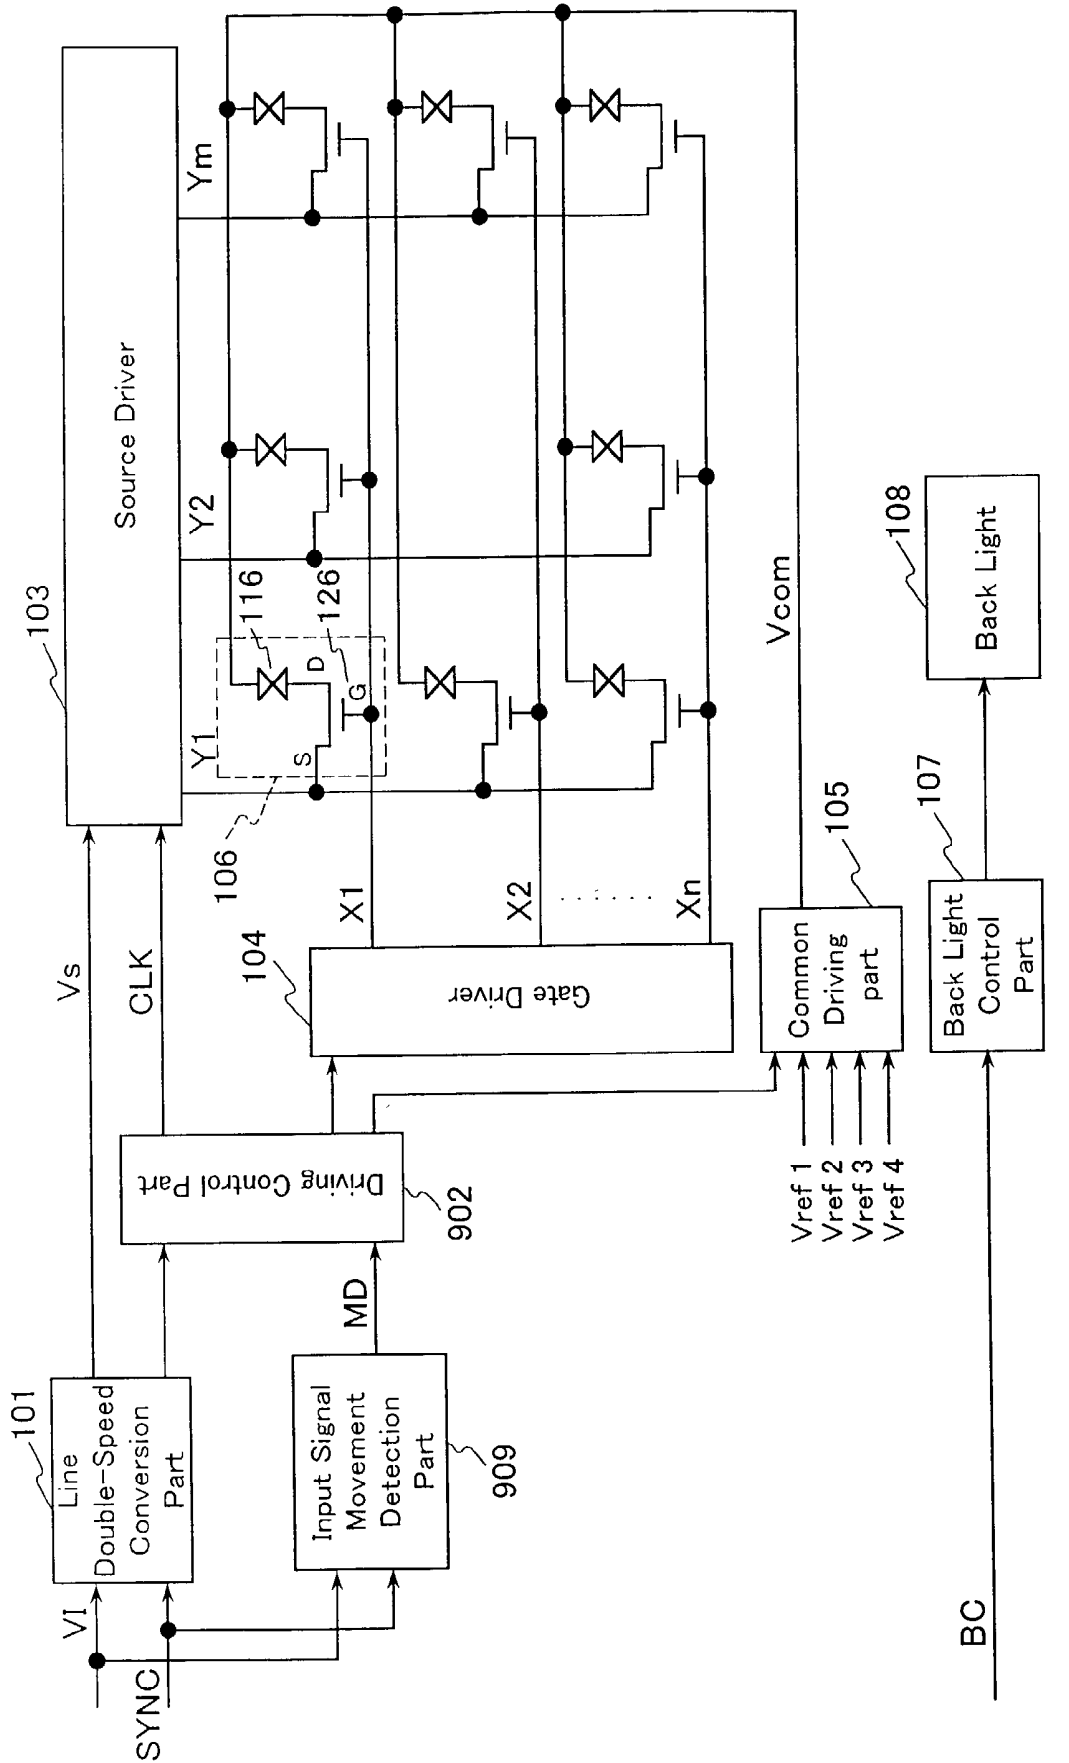 VI
SYNC
101
Line
Double-Speed
Conversion
Part
Input Signal
Movement
Detection
Part
909
MD
Vs
CLK
Driving Control Part
902
103
Source Driver
104
Gate Driver
Y1
Y2
Ym
X1
X2
......
Xn
106
116
126
S
D
G
Vref 1
Vref 2
Vref 3
Vref 4
Common
Driving
part
105
Vcom
BC
Back Light
Control
Part
107
Back Light
108